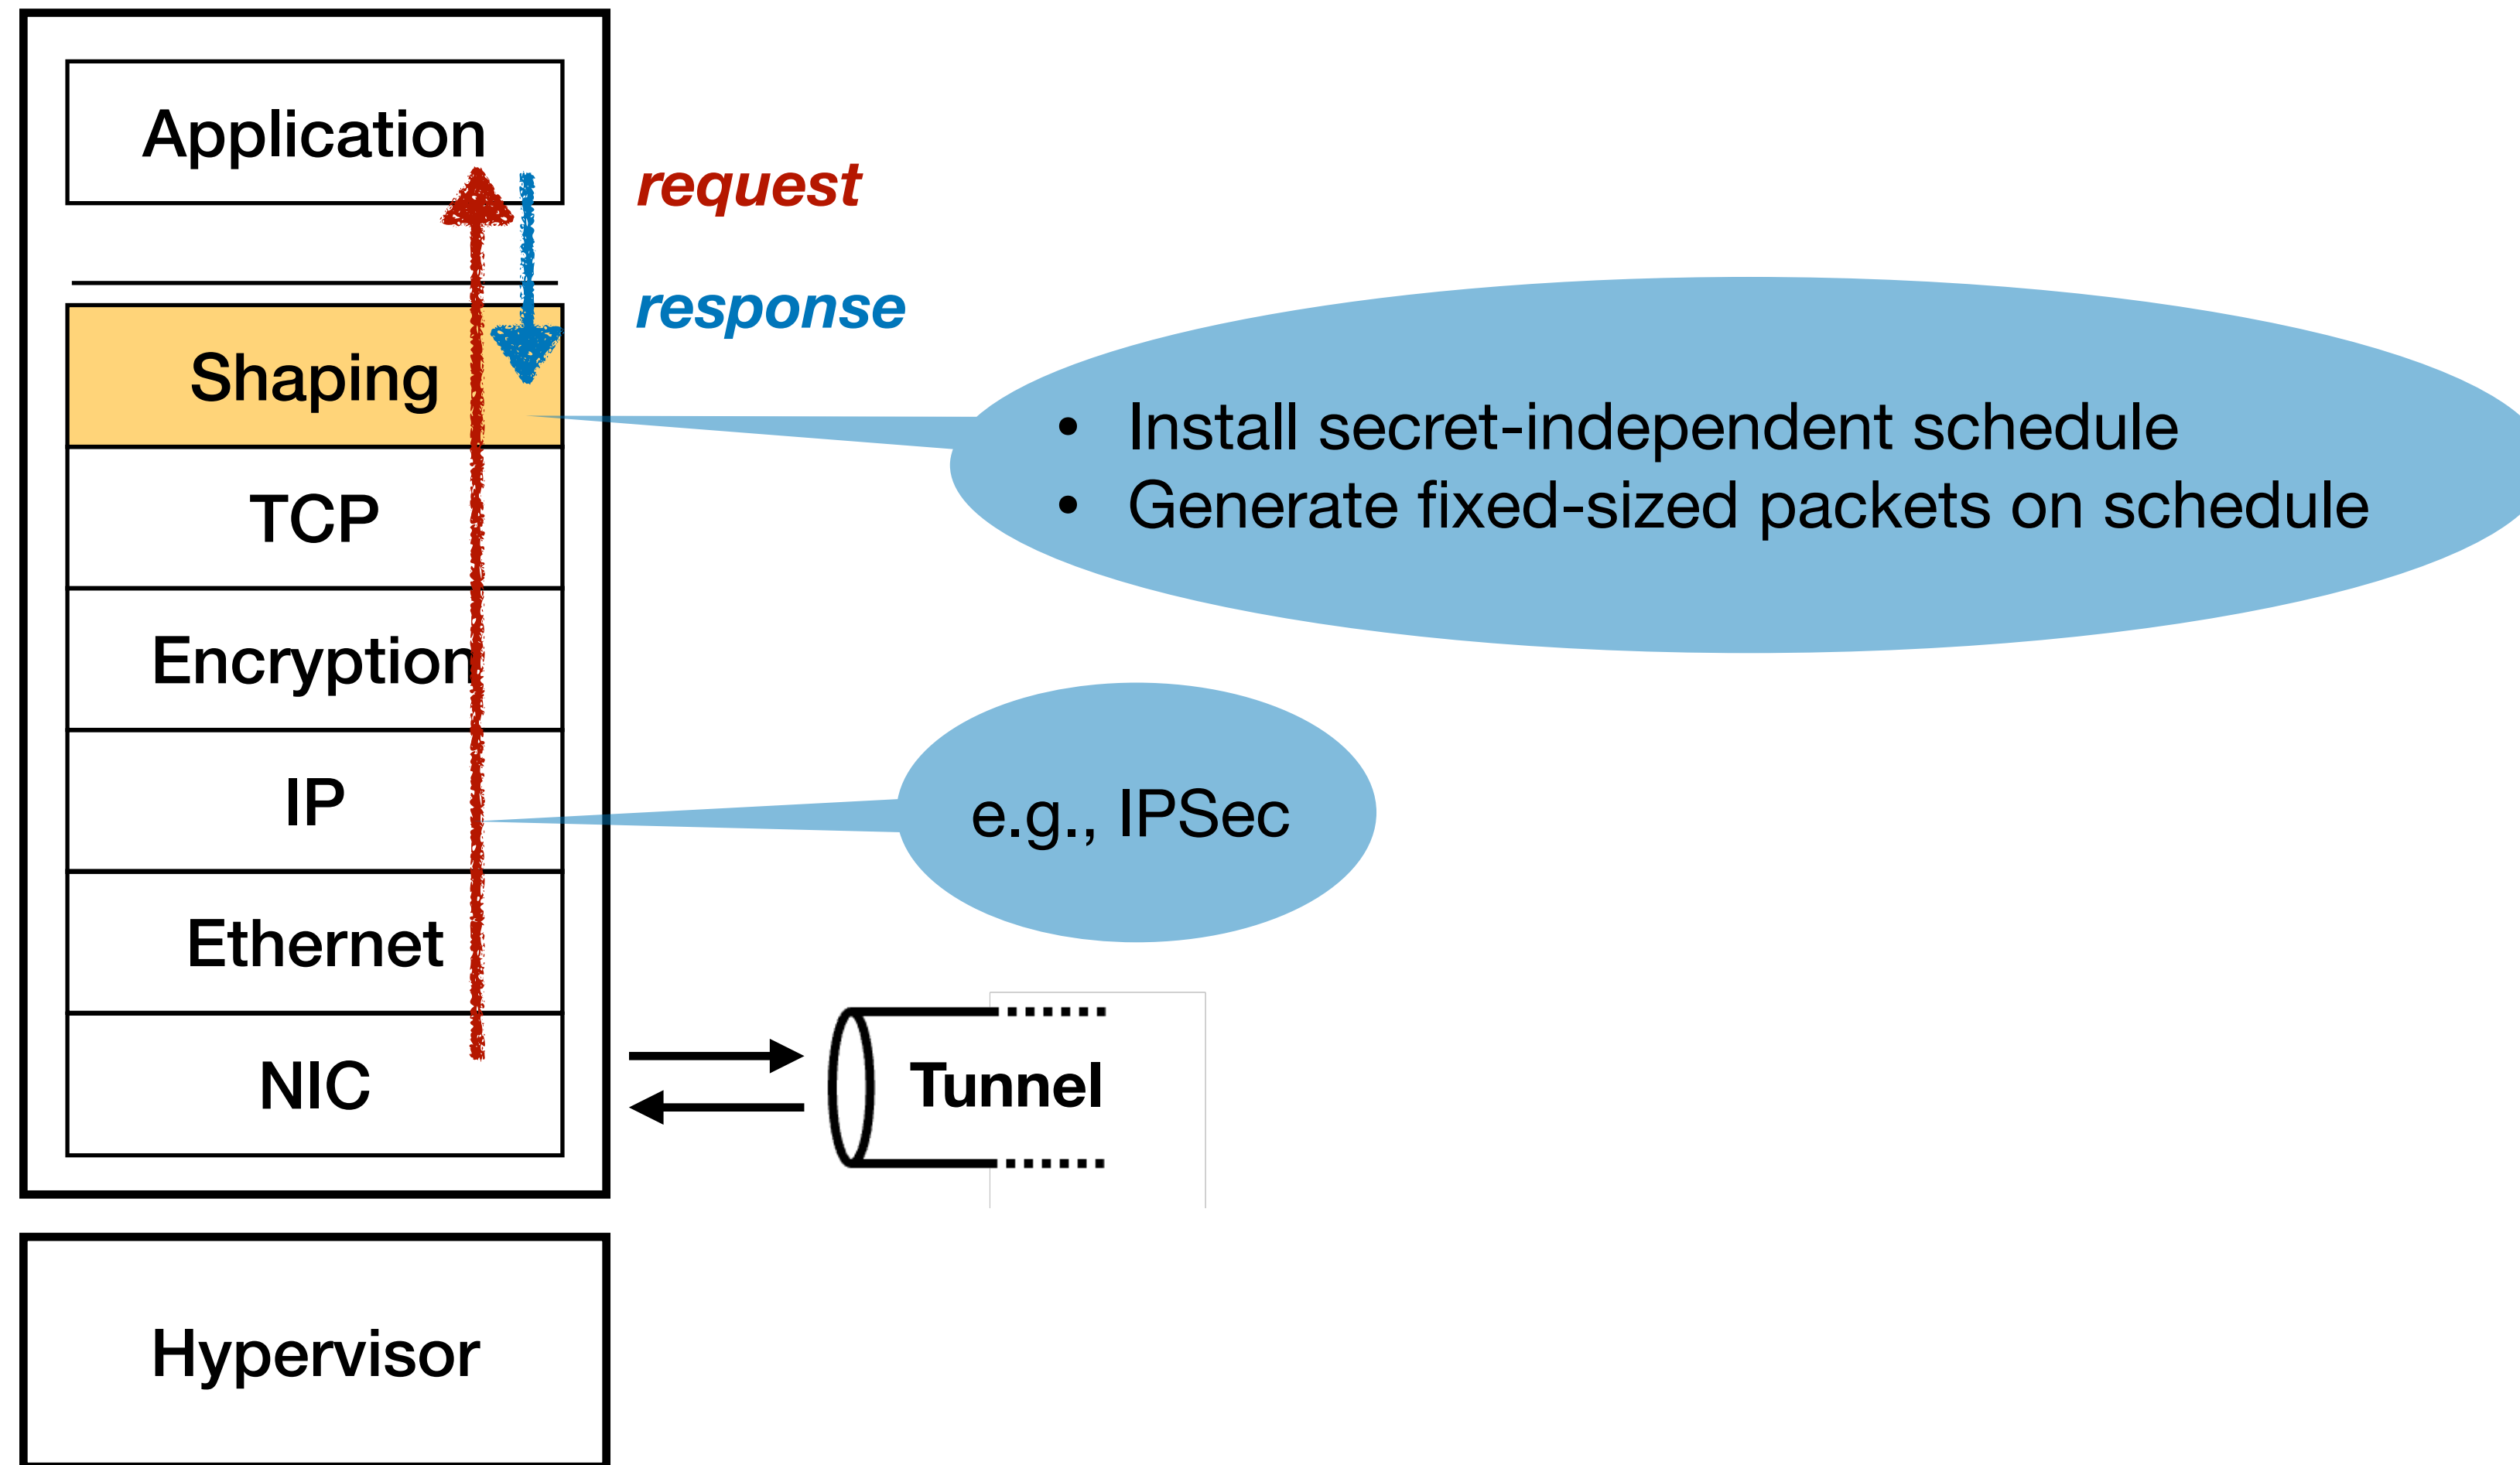 Application
request
response
Shaping
• Install secret-independent schedule
• Generate fixed-sized packets on schedule
TCP
Encryption
IP
e.g., IPSec
Ethernet
NIC
Tunnel
Hypervisor